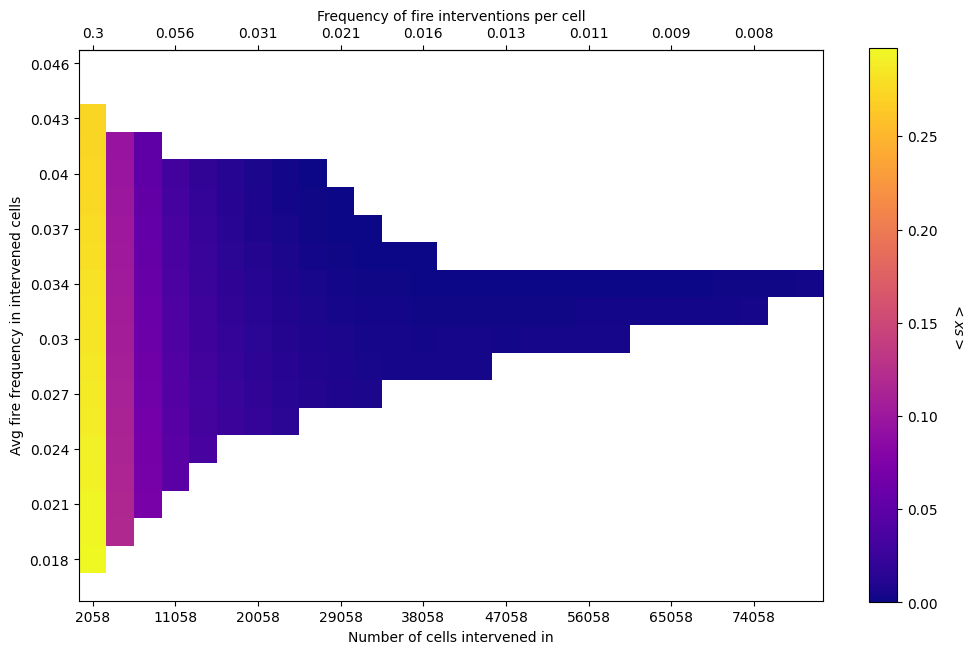 Frequency of fire interventions per cell
0.3 0.056 0.031 0.021 0.016 0.013 0.011 0.009 0.008
Avg fire frequency in intervened cells
0.046
0.043
0.04
0.037
0.034
0.03
0.027
0.024
0.021
0.018
2058 11058 20058 29058 38058 47058 56058 65058 74058
Number of cells intervened in
0.25
0.20
0.15
0.10
0.05
0.00
< sx >